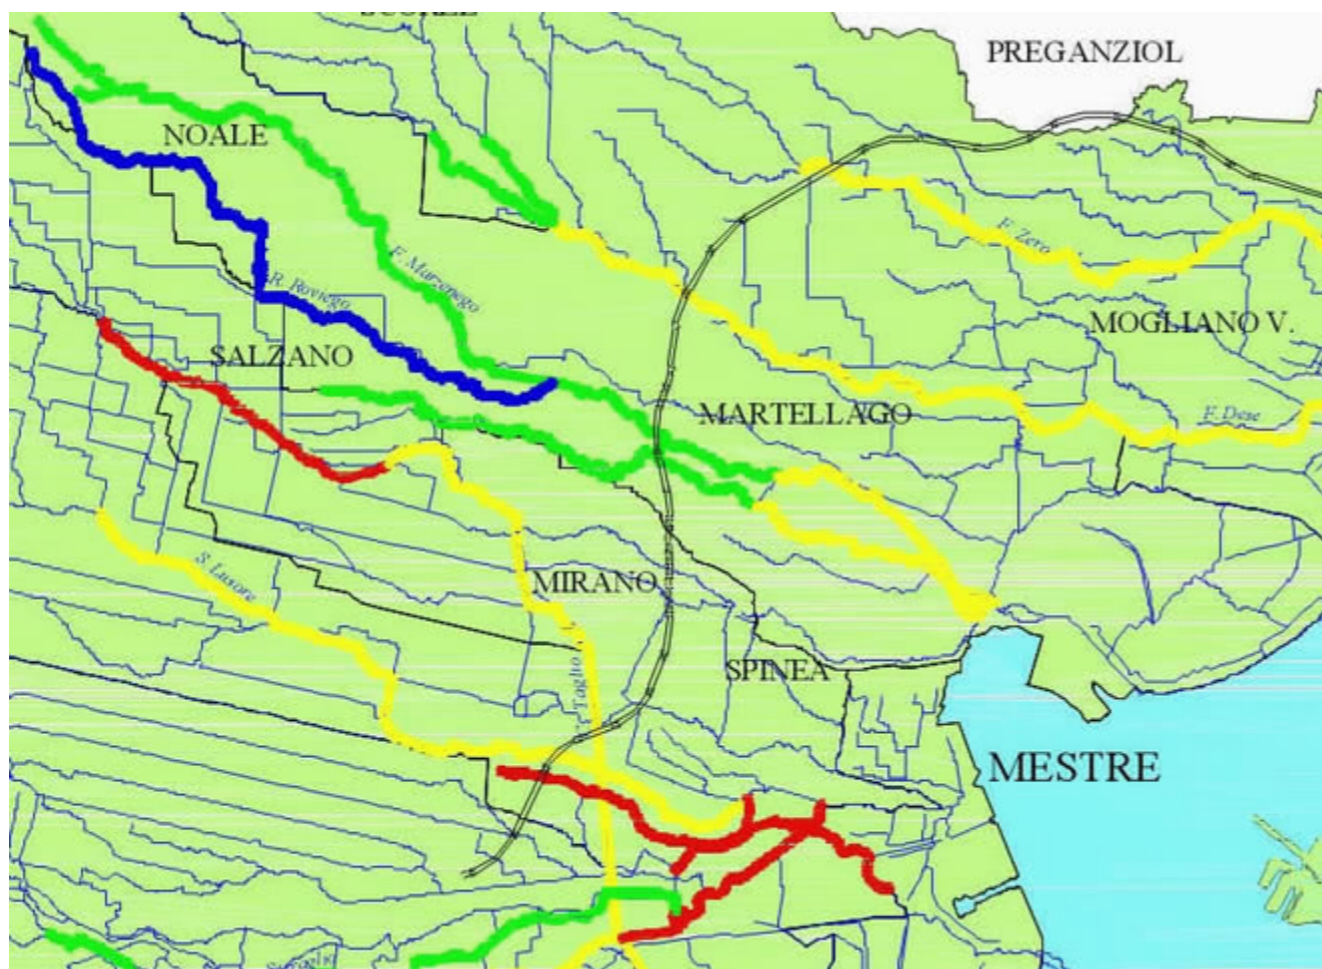 PREGANZIOL
NOALE
F. Zero
F. Marzenego
R. Roviego
MOGLIANO V.
SALZANO
MARTELLAGO
F. Dese
S. Lusore
MIRANO
SPINEA
Taglio
MESTRE